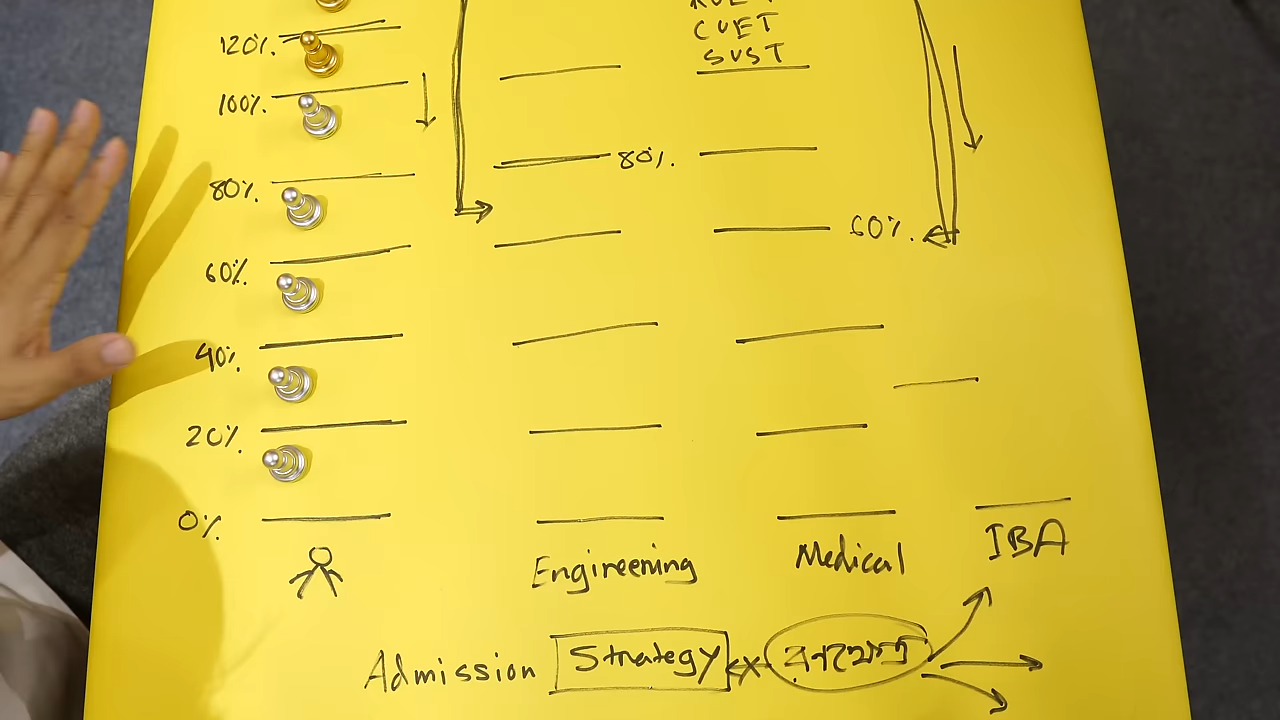 CUET
SUST
120%.
100%.
80%.
80%.
60%.
60%.
40%.
20%.
0%.
Engineering
Medical
IBA
Admission Strategy